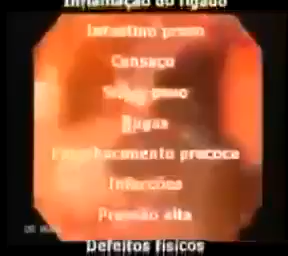 Inflamação do fígado
Intestino preso
Cansaço
Rugas
precoce
Infecções
Pressão alta
Defeitos físicos